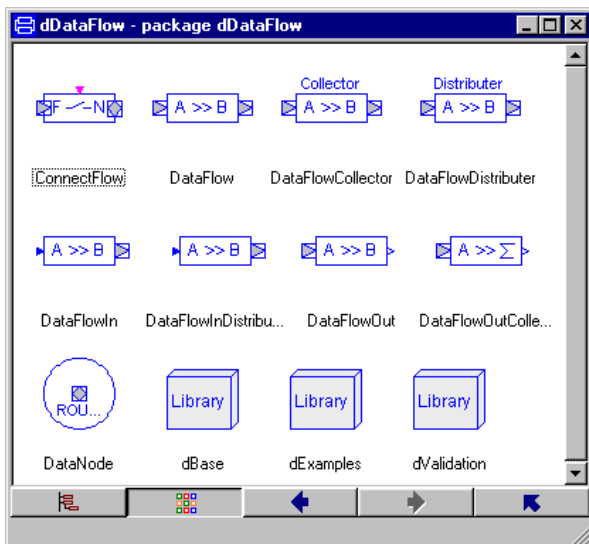 dDataFlow - package dDataFlow
Collector Distributer
F N A >> B A >> B A >> B
ConnectFlow DataFlow DataFlowCollector DataFlowDistributer
A >> B A >> B A >> B A >> Σ
DataFlowIn DataFlowInDistribu... DataFlowOut DataFlowOutColle...
ROU... Library Library Library
DataNode dBase dExamples dValidation